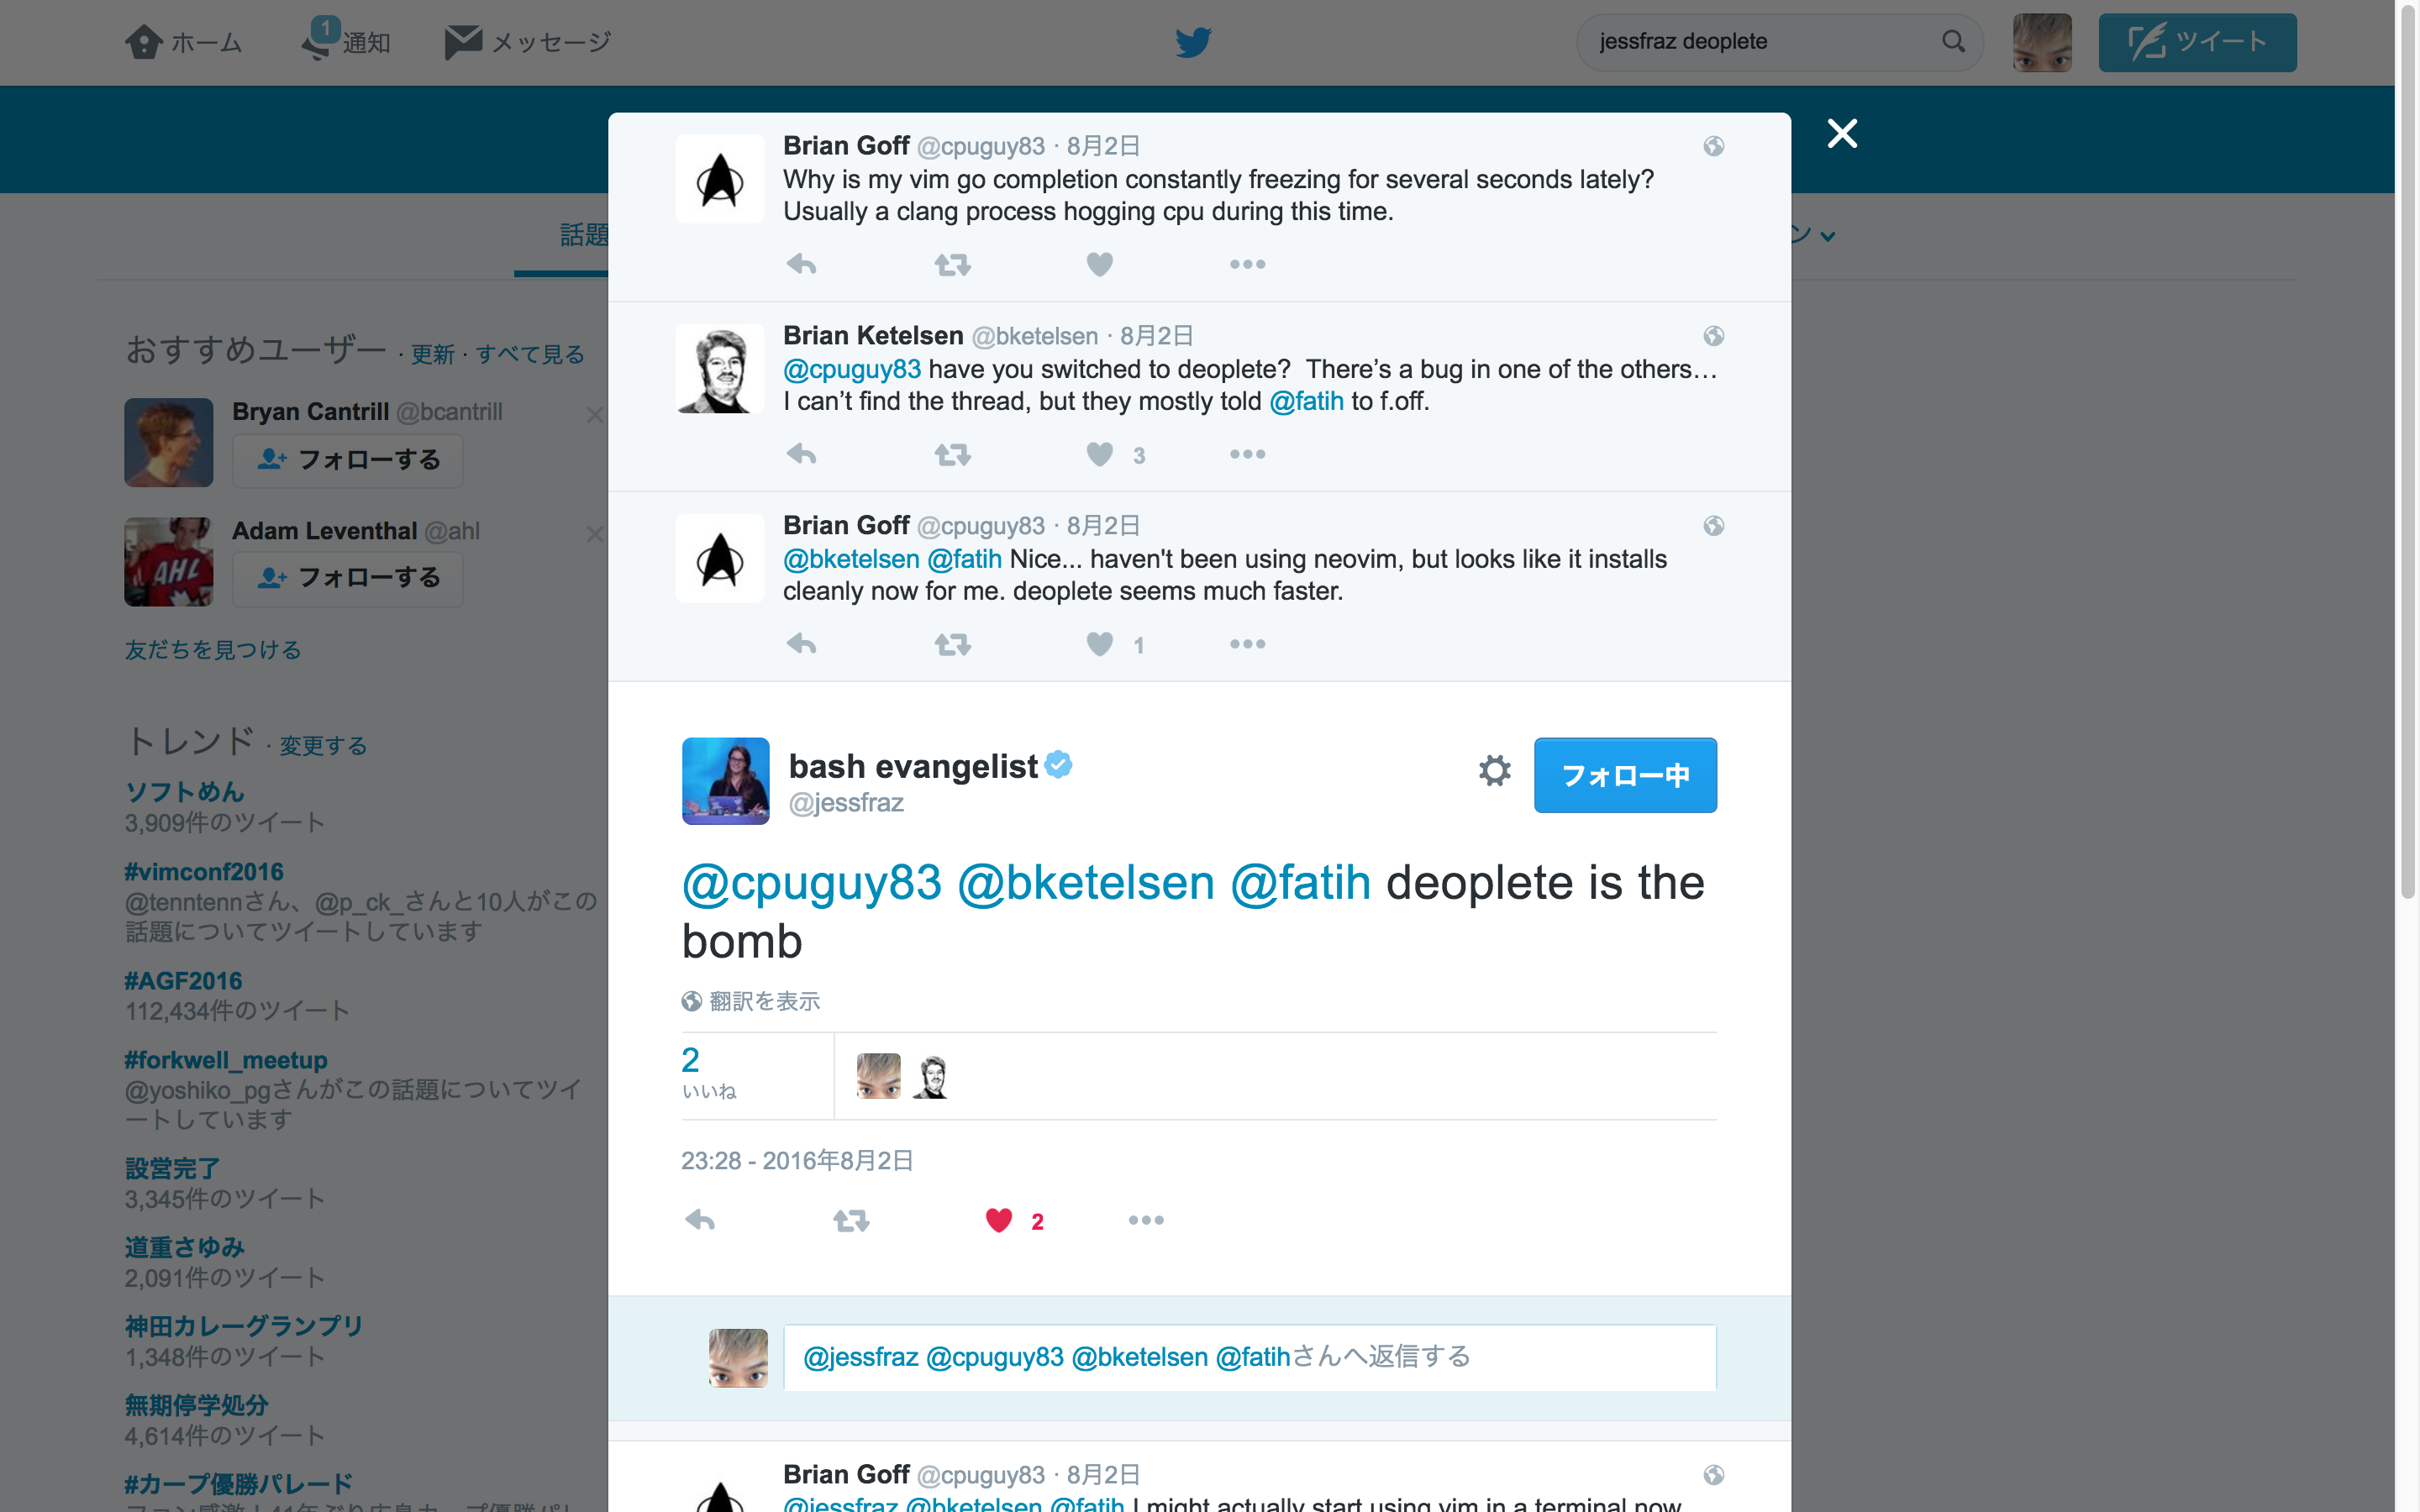 ホーム
1
通知
メッセージ
jessfraz deoplete
ツイート
話題
ン
おすすめユーザー · 更新 · すべて見る
Bryan Cantrill @bcantrill
フォローする
Adam Leventhal @ahl
AHL
フォローする
友だちを見つける
トレンド · 変更する
ソフトめん
3,909件のツイート
#vimconf2016
@tenntennさん、@p_ck_さんと10人がこの
話題についてツイートしています
#AGF2016
112,434件のツイート
#forkwell_meetup
@yoshiko_pgさんがこの話題についてツイ
ートしています
設営完了
3,345件のツイート
道重さゆみ
2,091件のツイート
神田カレーグランプリ
1,348件のツイート
無期停学処分
4,614件のツイート
#カープ優勝パレード
Brian Goff @cpuguy83 · 8月2日
Why is my vim go completion constantly freezing for several seconds lately?
Usually a clang process hogging cpu during this time.
Brian Ketelsen @bketelsen · 8月2日
@cpuguy83 have you switched to deoplete?  There’s a bug in one of the others…
I can’t find the thread, but they mostly told @fatih to f.off.
3
Brian Goff @cpuguy83 · 8月2日
@bketelsen @fatih Nice... haven't been using neovim, but looks like it installs
cleanly now for me. deoplete seems much faster.
1
bash evangelist
@jessfraz
フォロー中
@cpuguy83 @bketelsen @fatih deoplete is the
bomb
翻訳を表示
2
いいね
23:28 - 2016年8月2日
2
@jessfraz @cpuguy83 @bketelsen @fatihさんへ返信する
Brian Goff @cpuguy83 · 8月2日
@jessfraz @bketelsen @fatih I might actually start using vim in a terminal now